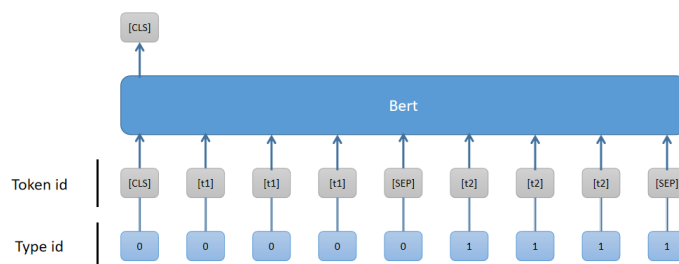 [CLS]
Bert
Token id [CLS] [t1] [t1] [t1] [SEP] [t2] [t2] [t2] [SEP]
Type id 0 0 0 0 0 1 1 1 1